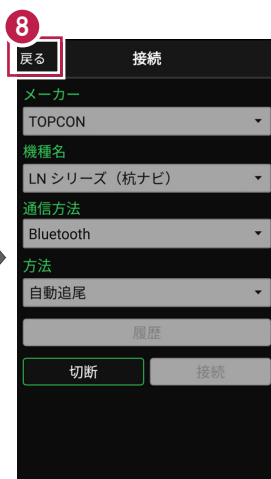 8
戻る 接続
メーカー
TOPCON
機種名
LN シリーズ（杭ナビ）
通信方法
Bluetooth
方法
自動追尾
履歴
切断 接続